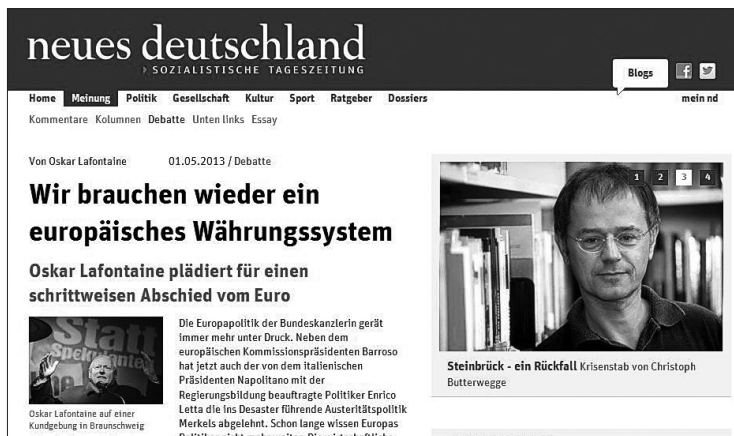 neues deutschland
SOZIALISTISCHE TAGESZEITUNG
Blogs
Home Meinung Politik Gesellschaft Kultur Sport Ratgeber Dossiers
mein nd
Kommentare Kolumnen Debatte Unten links Essay
Von Oskar Lafontaine 01.05.2013 / Debatte
Wir brauchen wieder ein
europäisches Währungssystem
Oskar Lafontaine plädiert für einen
schrittweisen Abschied vom Euro
Statt
Oskar Lafontaine auf einer
Kundgebung in Braunschweig
Die Europapolitik der Bundeskanzlerin gerät
immer mehr unter Druck. Neben dem
europäischen Kommissionspräsidenten Barroso
hat jetzt auch der von dem italienischen
Präsidenten Napolitano mit der
Regierungsbildung beauftragte Politiker Enrico
Letta die ins Desaster führende Austeritätspolitik
Merkels abgelehnt. Schon lange wissen Europas
1 2 3 4
Steinbrück - ein Rückfall Krisenstab von Christoph
Butterwegge